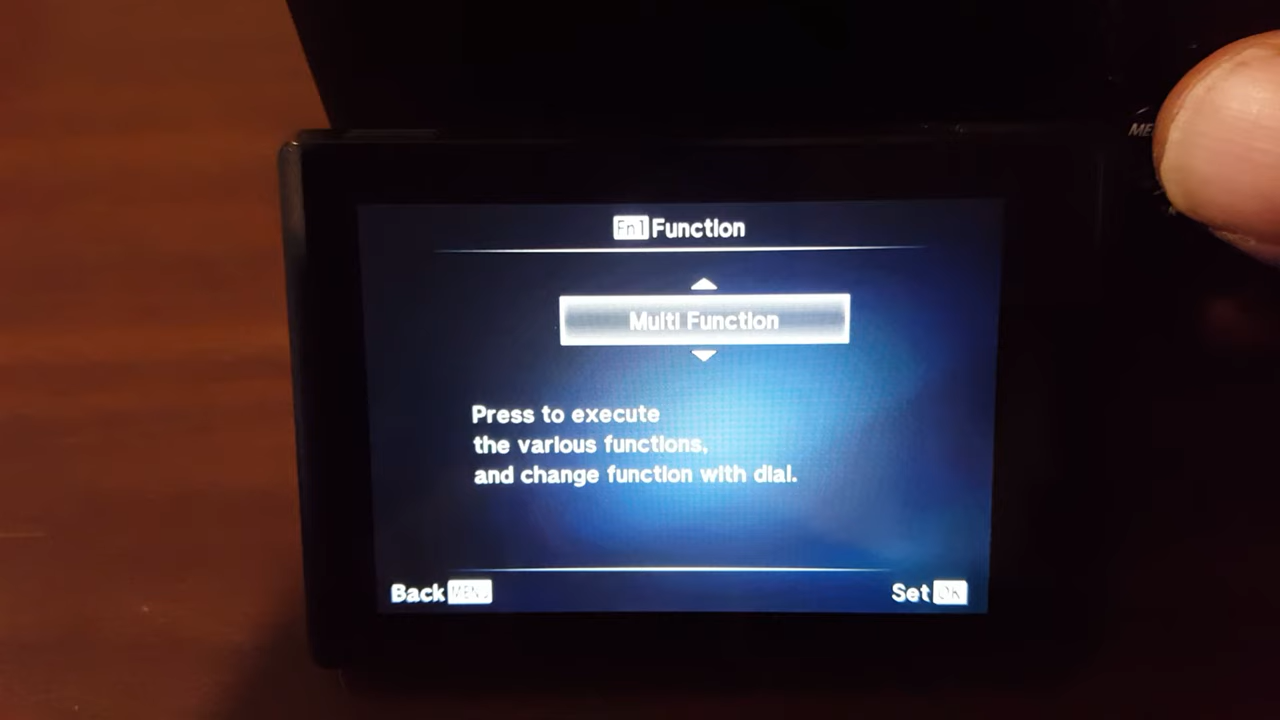 Fn1 Function
Multi Function
Press to execute
the various functions,
and change function with dial.
Back MENU
Set OK